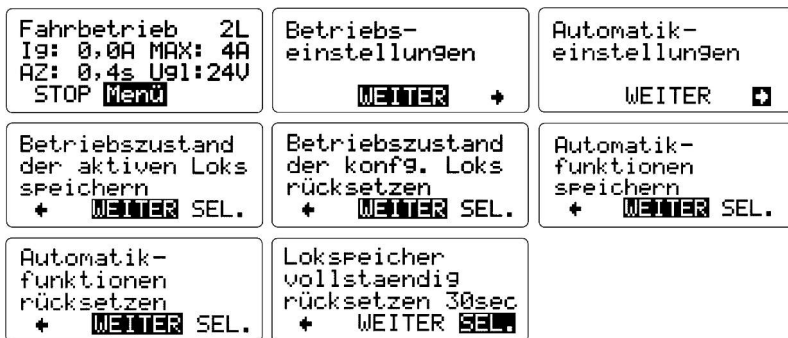 Fahrbetrieb 2L
Ig: 0,0A MAX: 4A
AZ: 0,4s Ugl:24V
STOP Menü
Betriebs-
einstellungen
WEITER →
Automatik-
einstellungen
WEITER →
Betriebszustand
der aktiven Loks
speichern
← WEITER SEL.
Betriebszustand
der konfg. Loks
rücksetzen
← WEITER SEL.
Automatik-
funktionen
speichern
← WEITER SEL.
Automatik-
funktionen
rücksetzen
← WEITER SEL.
Lokspeicher
vollstaendig
rücksetzen 30sec
← WEITER SEL.